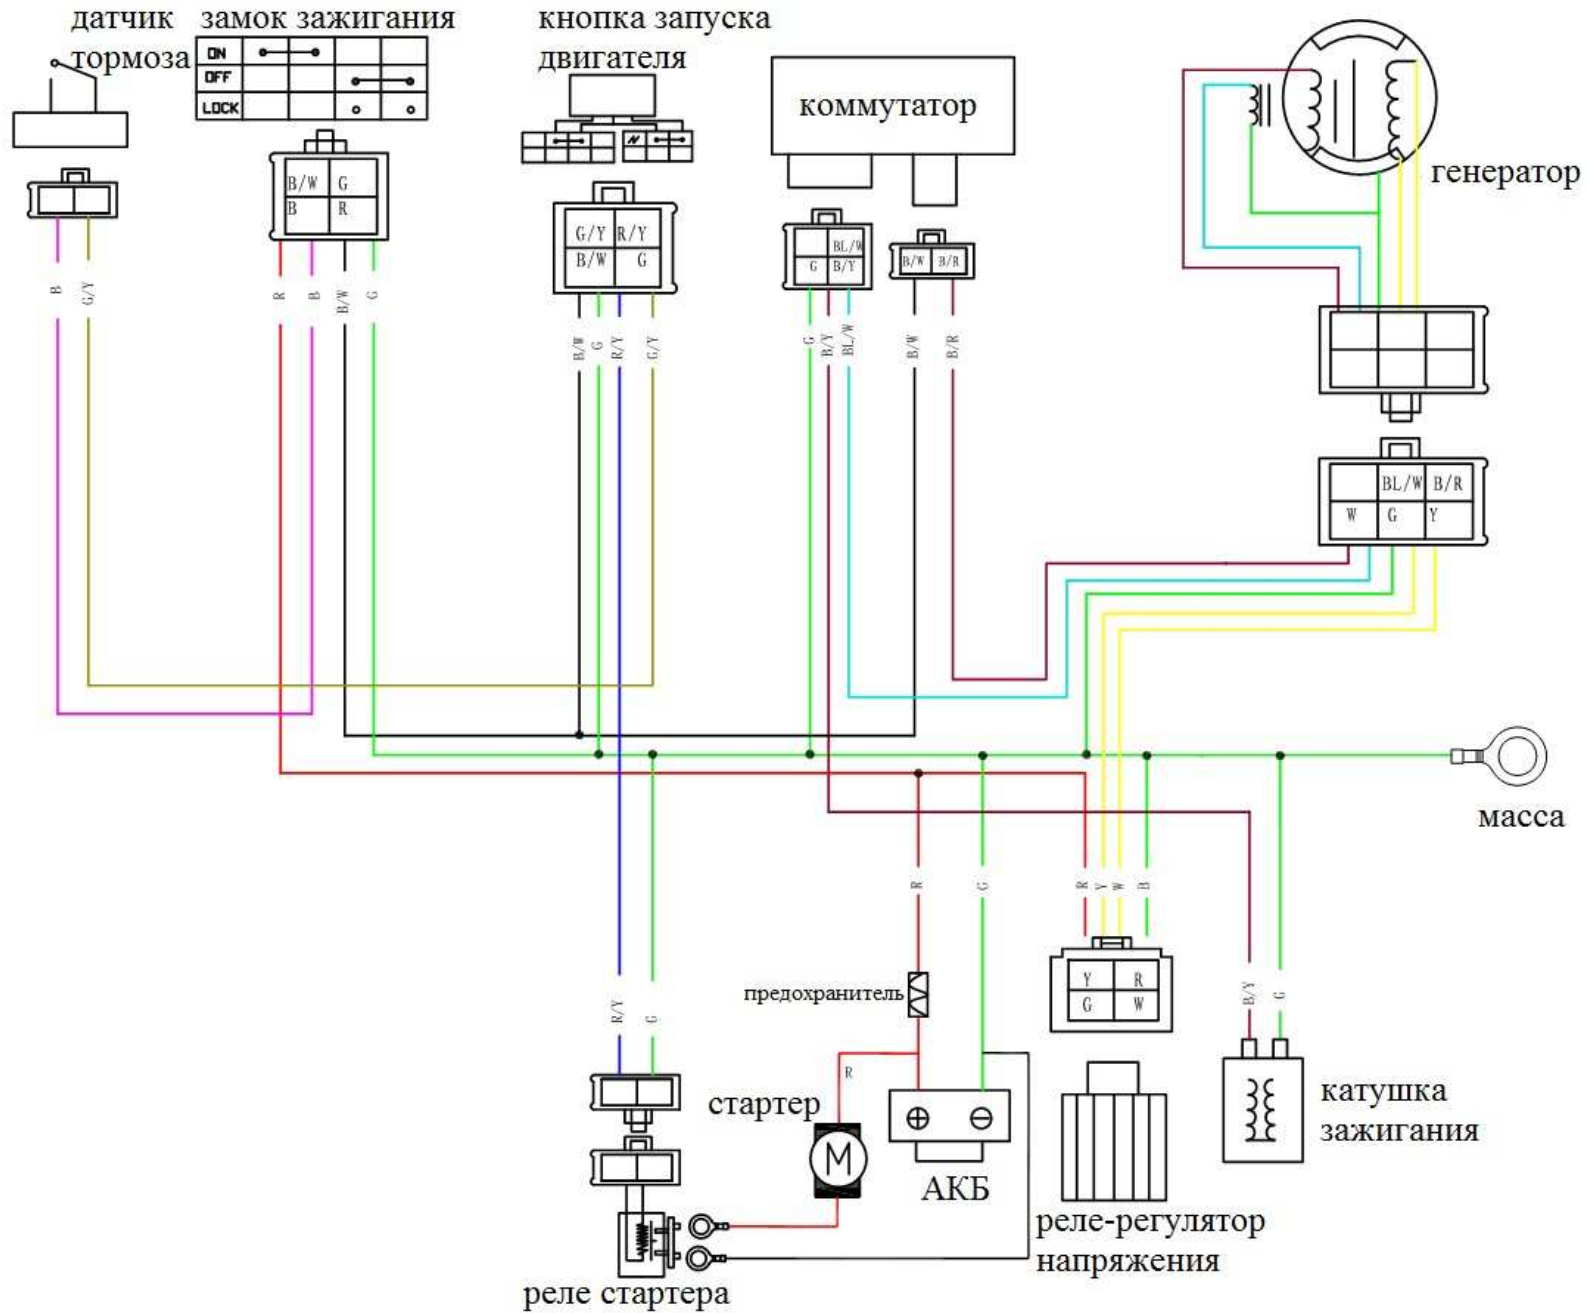 датчик
тормоза
замок зажигания
ON
OFF
LOCK
кнопка запуска
двигателя
N
коммутатор
генератор
B/W G
B R
G/Y R/Y
B/W G
BL/W
G B/Y
B/W B/R
B
G/Y
R
B
B/W
G
B/W
G
R/Y
G/Y
G
B/Y
BL/W
B/W
B/R
BL/W B/R
W G Y
масса
R
G
R
Y
W
B
предохранитель
Y R
G W
R/Y
G
B/Y
G
R
стартер
M
АКБ
катушка
зажигания
реле-регулятор
напряжения
реле стартера